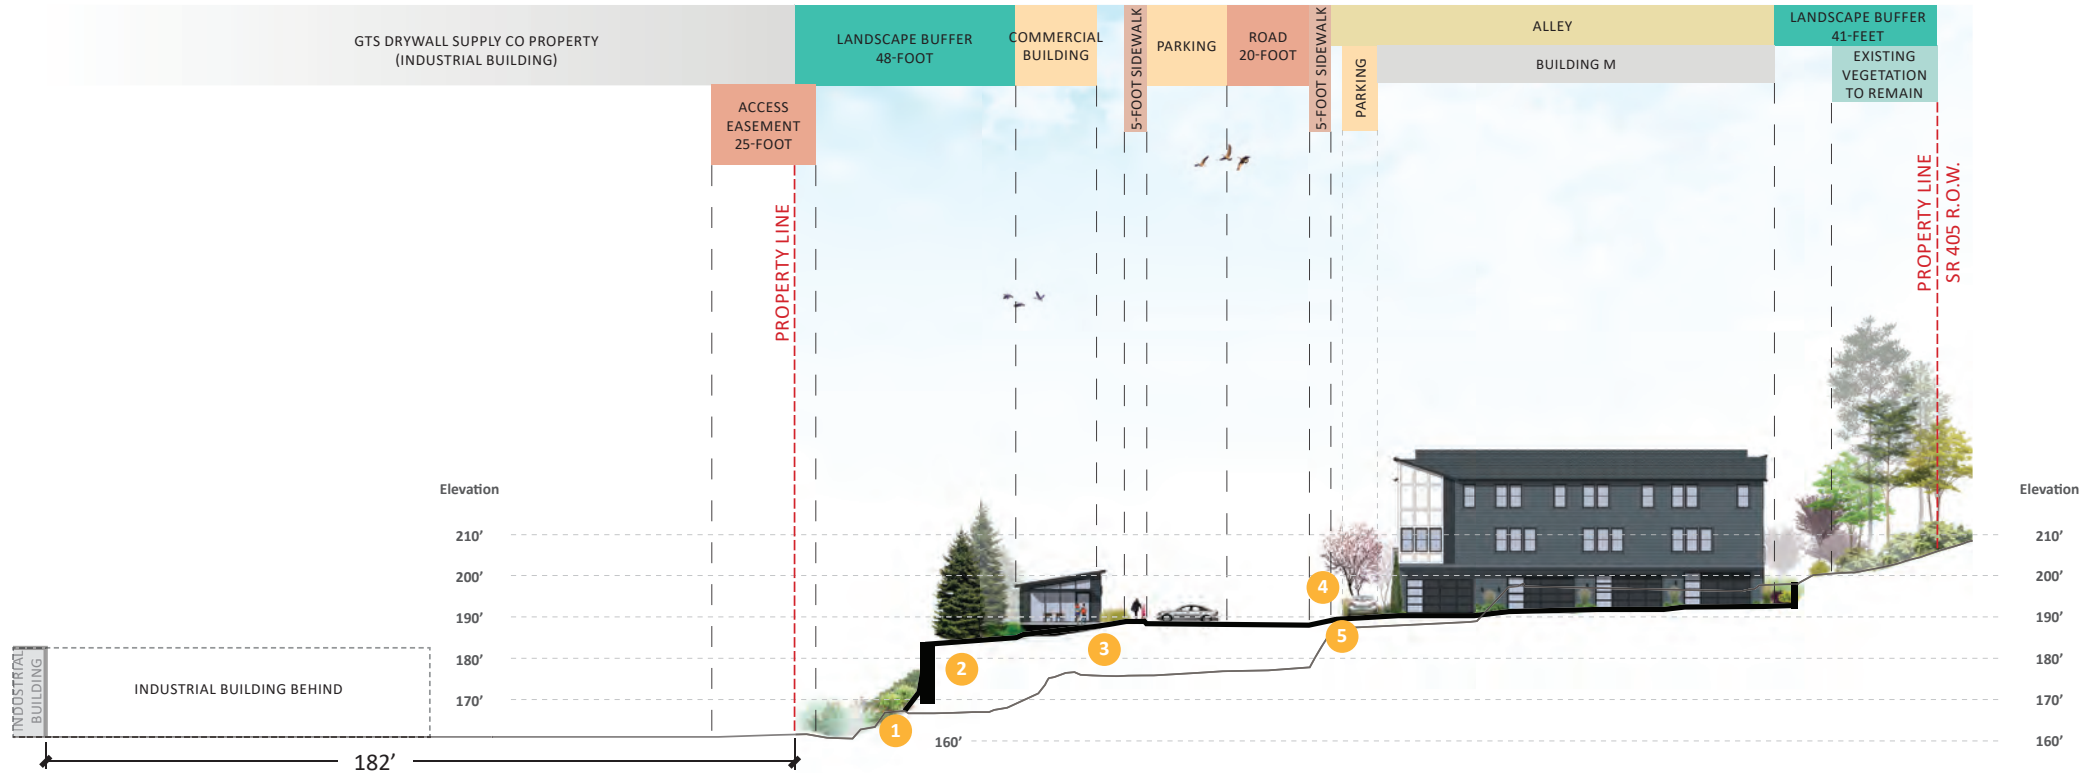 GTS DRYWALL SUPPLY CO PROPERTY
(INDUSTRIAL BUILDING)
LANDSCAPE BUFFER
48-FOOT
COMMERCIAL
BUILDING
5-FOOT SIDEWALK
PARKING
ROAD
20-FOOT
5-FOOT SIDEWALK
ALLEY
PARKING
BUILDING M
LANDSCAPE BUFFER
41-FEET
EXISTING
VEGETATION
TO REMAIN
ACCESS
EASEMENT
25-FOOT
PROPERTY LINE
PROPERTY LINE
SR 405 R.O.W.
Elevation
210’
200’
190’
180’
170’
160’
Elevation
210’
200’
190’
180’
170’
160’
1
2
3
4
5
INDUSTRIAL
BUILDING
INDUSTRIAL BUILDING BEHIND
182’